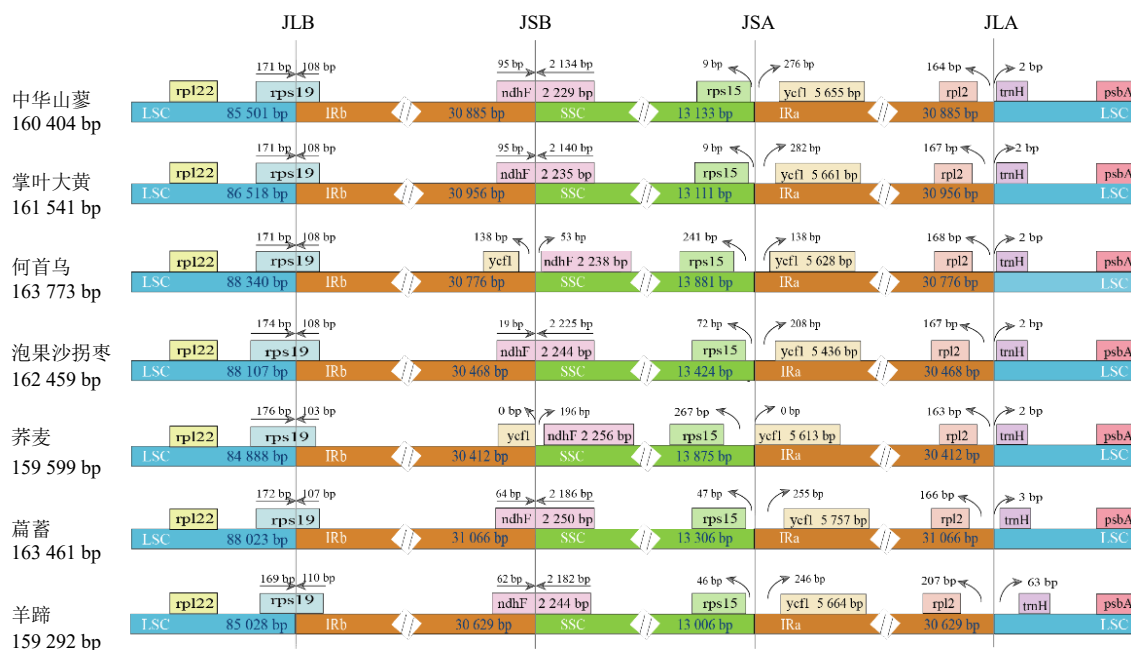 JLB JSB JSA JLA
171 bp 108 bp 95 bp 2 134 bp 9 bp 276 bp 164 bp 2 bp
中华山蓼 rpl22 rps19 ndhF 2 229 bp rps15 ycf1 5 655 bp rpl2 trnH psbA
160 404 bp LSC 85 501 bp IRb 30 885 bp SSC 13 133 bp IRa 30 885 bp LSC
171 bp 108 bp 95 bp 2 140 bp 9 bp 282 bp 167 bp 2 bp
掌叶大黄 rpl22 rps19 ndhF 2 235 bp rps15 ycf1 5 661 bp rpl2 trnH psbA
161 541 bp LSC 86 518 bp IRb 30 956 bp SSC 13 111 bp IRa 30 956 bp LSC
171 bp 108 bp 138 bp 53 bp 241 bp 138 bp 168 bp 2 bp
何首乌 rpl22 rps19 ycf1 ndhF 2 238 bp rps15 ycf1 5 628 bp rpl2 trnH psbA
163 773 bp LSC 88 340 bp IRb 30 776 bp SSC 13 881 bp IRa 30 776 bp LSC
174 bp 108 bp 19 bp 2 225 bp 72 bp 208 bp 167 bp 2 bp
泡果沙拐枣 rpl22 rps19 ndhF 2 244 bp rps15 ycf1 5 436 bp rpl2 trnH psbA
162 459 bp LSC 88 107 bp IRb 30 468 bp SSC 13 424 bp IRa 30 468 bp LSC
176 bp 103 bp 0 bp 196 bp 267 bp 0 bp 163 bp 2 bp
荞麦 rpl22 rps19 ycf1 ndhF 2 256 bp rps15 ycf1 5 613 bp rpl2 trnH psbA
159 599 bp LSC 84 888 bp IRb 30 412 bp SSC 13 875 bp IRa 30 412 bp LSC
172 bp 107 bp 64 bp 2 186 bp 47 bp 255 bp 166 bp 3 bp
萹蓄 rpl22 rps19 ndhF 2 250 bp rps15 ycf1 5 757 bp rpl2 trnH psbA
163 461 bp LSC 88 023 bp IRb 31 066 bp SSC 13 306 bp IRa 31 066 bp LSC
169 bp 110 bp 62 bp 2 182 bp 46 bp 246 bp 207 bp 63 bp
羊蹄 rpl22 rps19 ndhF 2 244 bp rps15 ycf1 5 664 bp rpl2 trnH psbA
159 292 bp LSC 85 028 bp IRb 30 629 bp SSC 13 006 bp IRa 30 629 bp LSC